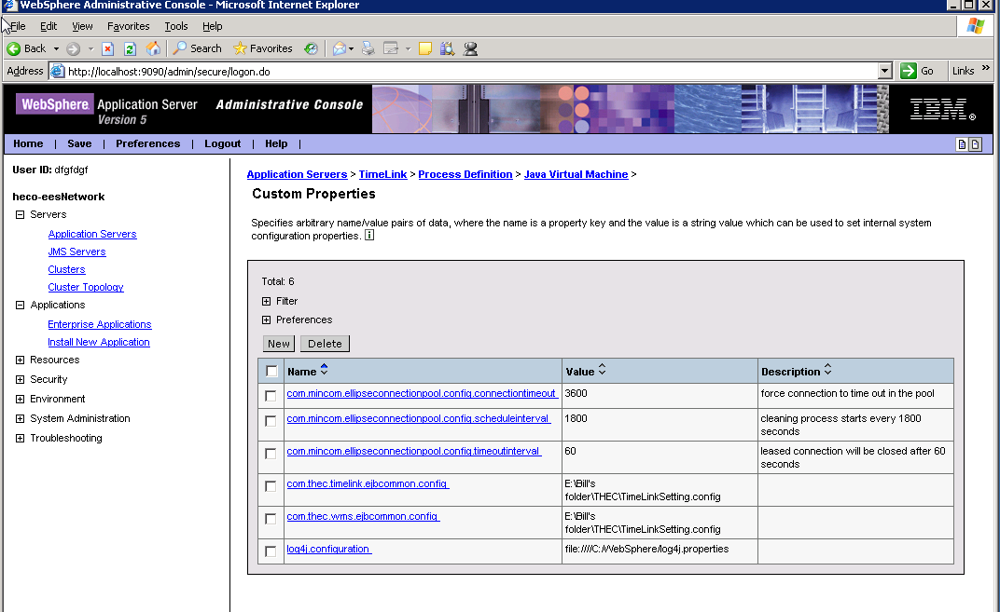 WebSphere Administrative Console - Microsoft Internet Explorer
File Edit View Favorites Tools Help
Back Search Favorites
Address http://localhost:9090/admin/secure/logon.do Go Links »
WebSphere. Application Server Administrative Console
Version 5
IBM®
Home | Save | Preferences | Logout | Help |
User ID: dfgfdgf
heco-eesNetwork
Servers
Application Servers
JMS Servers
Clusters
Cluster Topology
Applications
Enterprise Applications
Install New Application
Resources
Security
Environment
System Administration
Troubleshooting
Application Servers > TimeLink > Process Definition > Java Virtual Machine >
Custom Properties
Specifies arbitrary name/value pairs of data, where the name is a property key and the value is a string value which can be used to set internal system
configuration properties. i
Total: 6
Filter
Preferences
New Delete
Name Value Description
com.mincom.ellipseconnectionpool.config.connectiontimeout 3600 force connection to time out in the pool
com.mincom.ellipseconnectionpool.config.scheduleinterval 1800 cleaning process starts every 1800
seconds
com.mincom.ellipseconnectionpool.config.timeoutinterval 60 leased connection will be closed after 60
seconds
com.thec.timelink.ejbcommon.config E:\Bill's
folder\THEC\TimeLinkSetting.config
com.thec.wms.ejbcommon.config E:\Bill's
folder\THEC\TimeLinkSetting.config
log4j.configuration file:////C:/WebSphere/log4j.properties